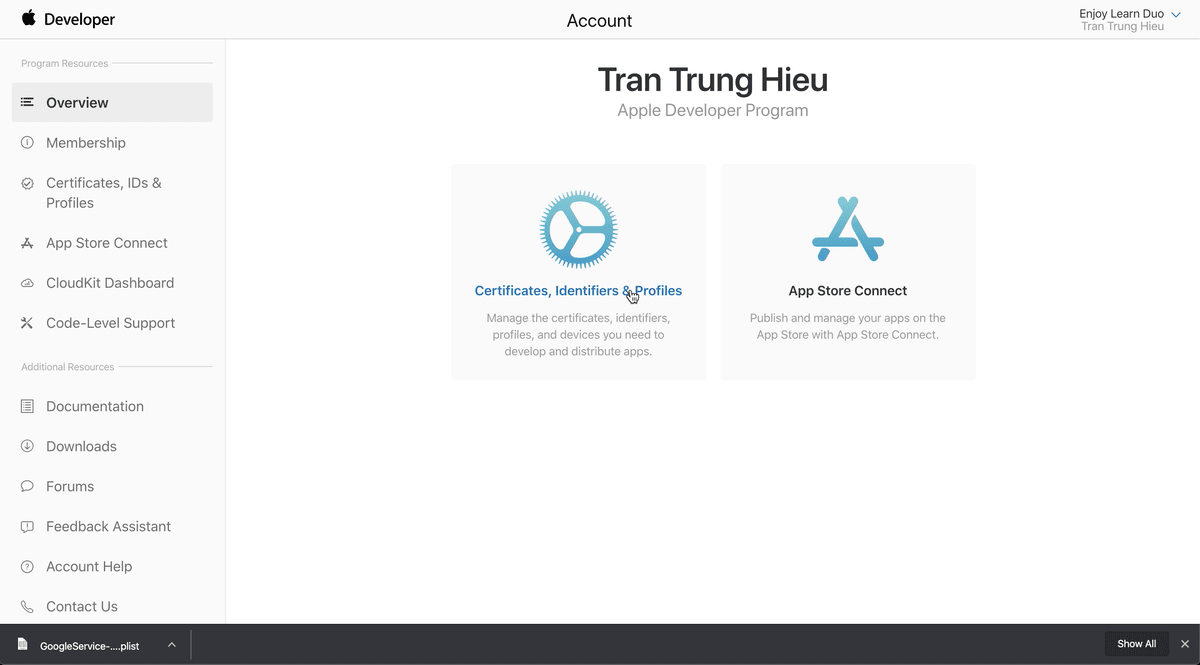 Developer
Account
Enjoy Learn Duo
Tran Trung Hieu
Program Resources
Overview
Membership
Certificates, IDs &
Profiles
App Store Connect
CloudKit Dashboard
Code-Level Support
Additional Resources
Documentation
Downloads
Forums
Feedback Assistant
Account Help
Contact Us
Tran Trung Hieu
Apple Developer Program
Certificates, Identifiers & Profiles
Manage the certificates, identifiers,
profiles, and devices you need to
develop and distribute apps.
App Store Connect
Publish and manage your apps on the
App Store with App Store Connect.
GoogleService-....plist
Show All